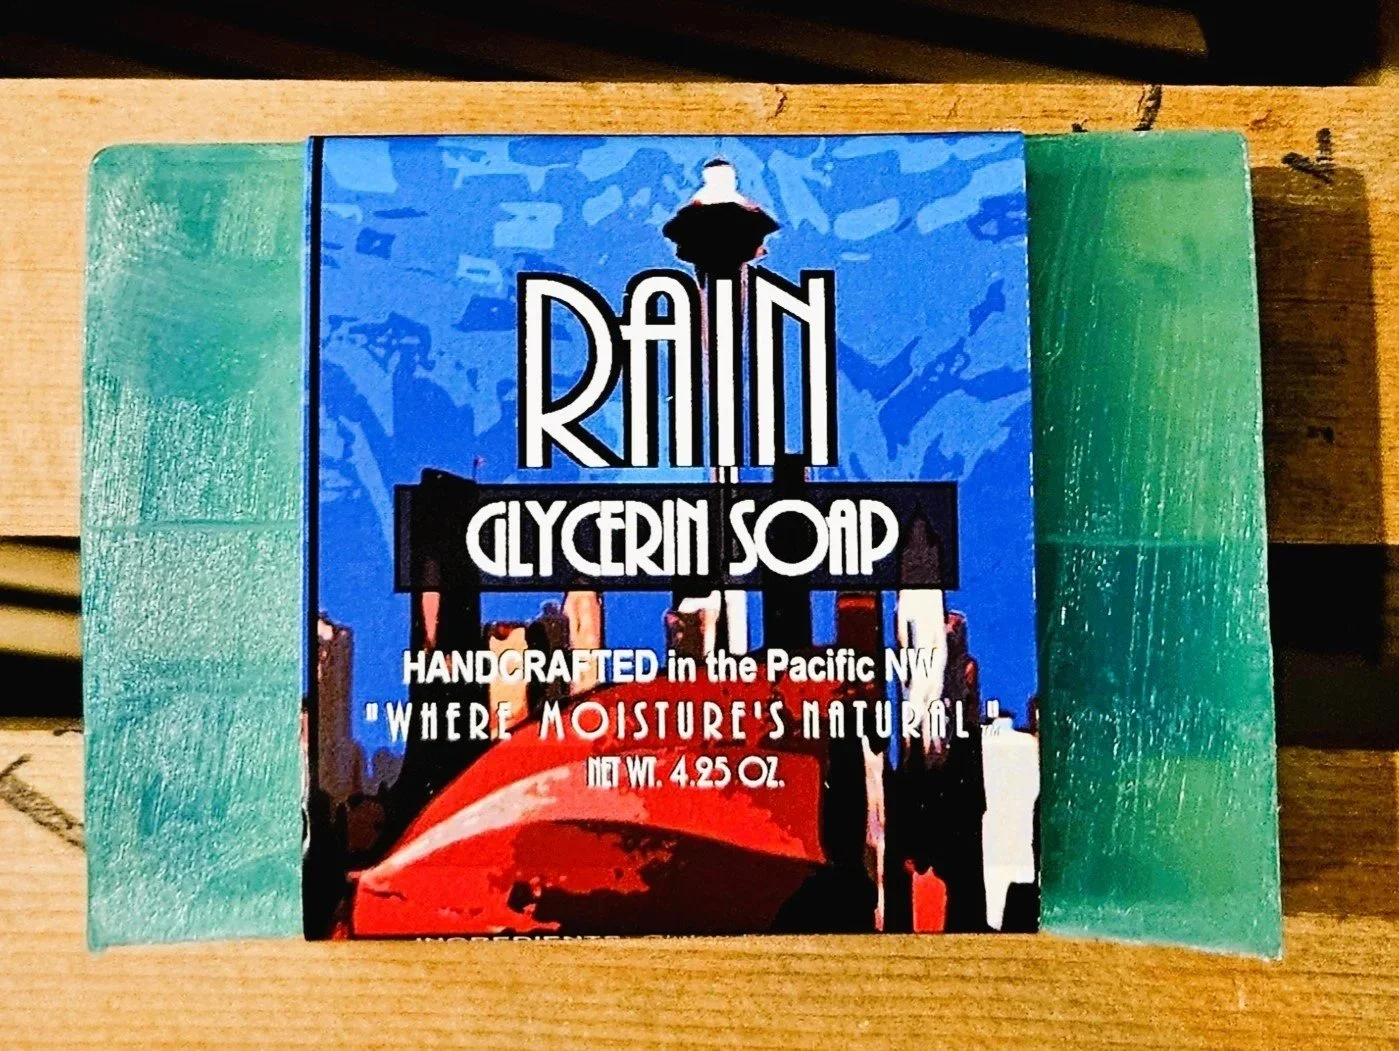 RAIN
GLYCERIN SOAP
HANDCRAFTED in the Pacific NW
"WHERE MOISTURE'S NATURAL"
NET WT. 4.25 OZ.